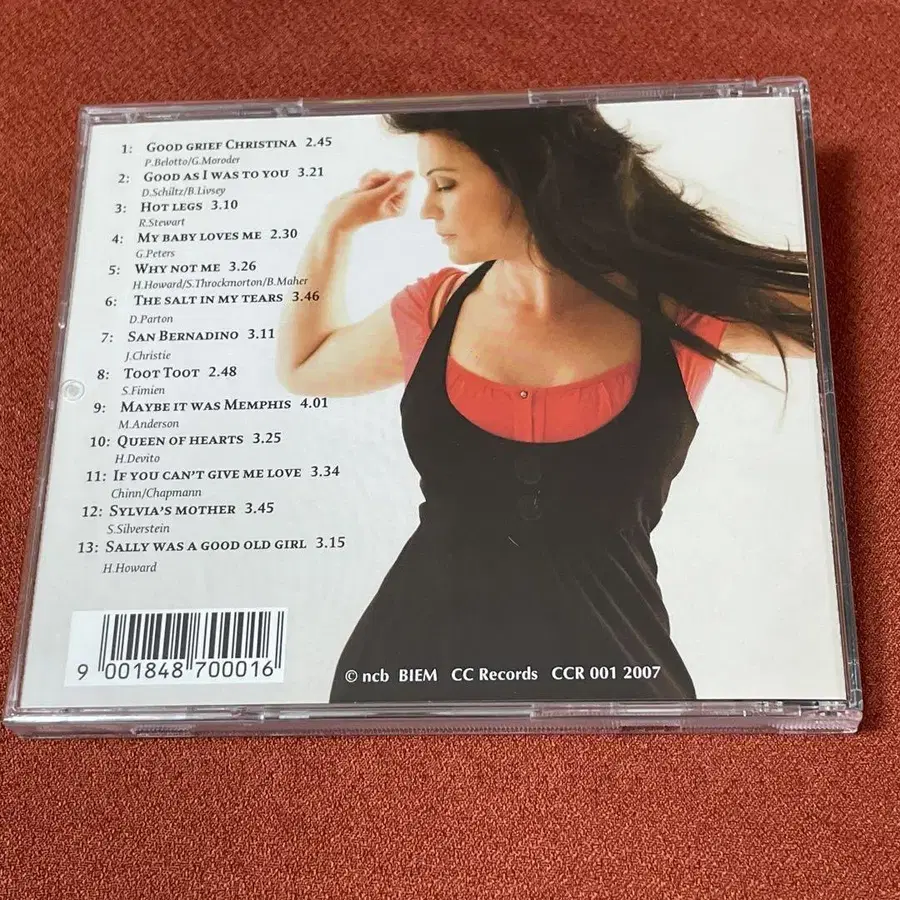 1: GOOD GRIEF CHRISTINA 2.45
P.Belotto/G.Moroder
2: GOOD AS I WAS TO YOU 3.21
D.Schiltz/B.Livsey
3: HOT LEGS 3.10
R.Stewart
4: MY BABY LOVES ME 2.30
G.Peters
5: WHY NOT ME 3.26
H.Howard/S.Throckmorton/B.Maher
6: THE SALT IN MY TEARS 3.46
D.Parton
7: SAN BERNADINO 3.11
J.Christie
8: TOOT TOOT 2.48
S.Fimien
9: MAYBE IT WAS MEMPHIS 4.01
M.Anderson
10: QUEEN OF HEARTS 3.25
H.Devito
11: IF YOU CAN'T GIVE ME LOVE 3.34
Chinn/Chapmann
12: SYLVIA'S MOTHER 3.45
S.Silverstein
13: SALLY WAS A GOOD OLD GIRL 3.15
H.Howard
9 001848 700016
© ncb BIEM CC Records CCR 001 2007